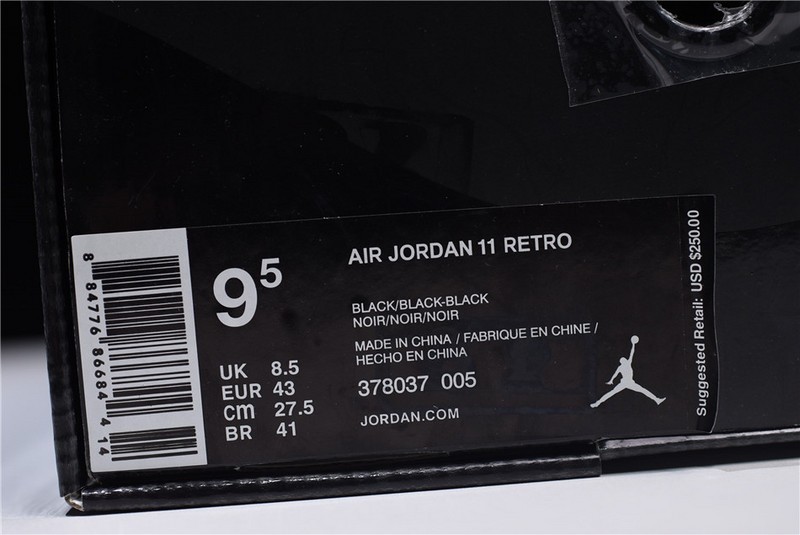 8 84776 86684 4 14
9 5
AIR JORDAN 11 RETRO
BLACK/BLACK-BLACK
NOIR/NOIR/NOIR
MADE IN CHINA / FABRIQUE EN CHINE /
HECHO EN CHINA
378037 005
JORDAN.COM
UK 8.5
EUR 43
cm 27.5
BR 41
Suggested Retail: USD $250.00